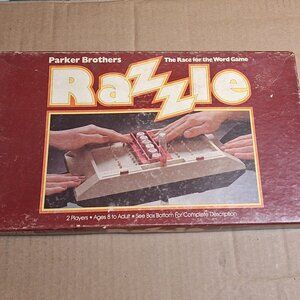 Parker Brothers
The Race for the Word Game
Razzle
2 Players • Ages 8 to Adult • See Box Bottom For Complete Description